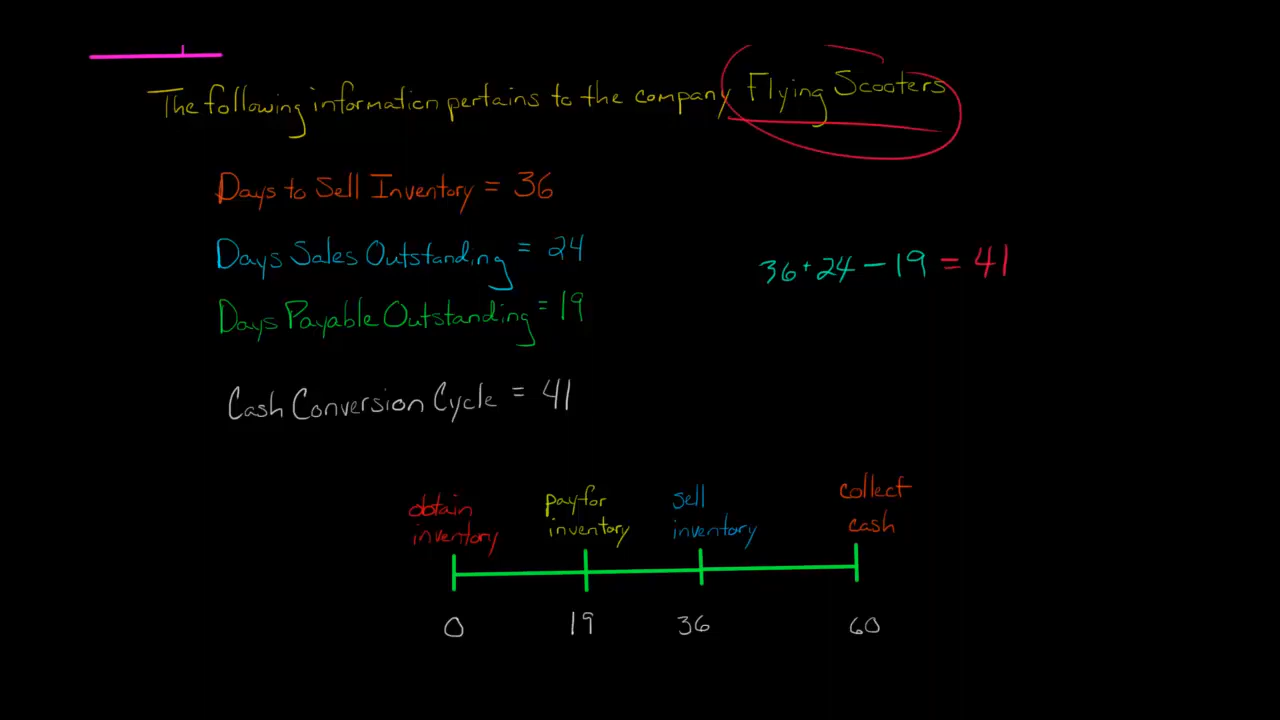 The following information pertains to the company Flying Scooters
Days to Sell Inventory = 36
Days Sales Outstanding = 24
36 + 24 - 19 = 41
Days Payable Outstanding = 19
Cash Conversion Cycle = 41
obtain inventory
pay for inventory
sell inventory
collect cash
0 19 36 60